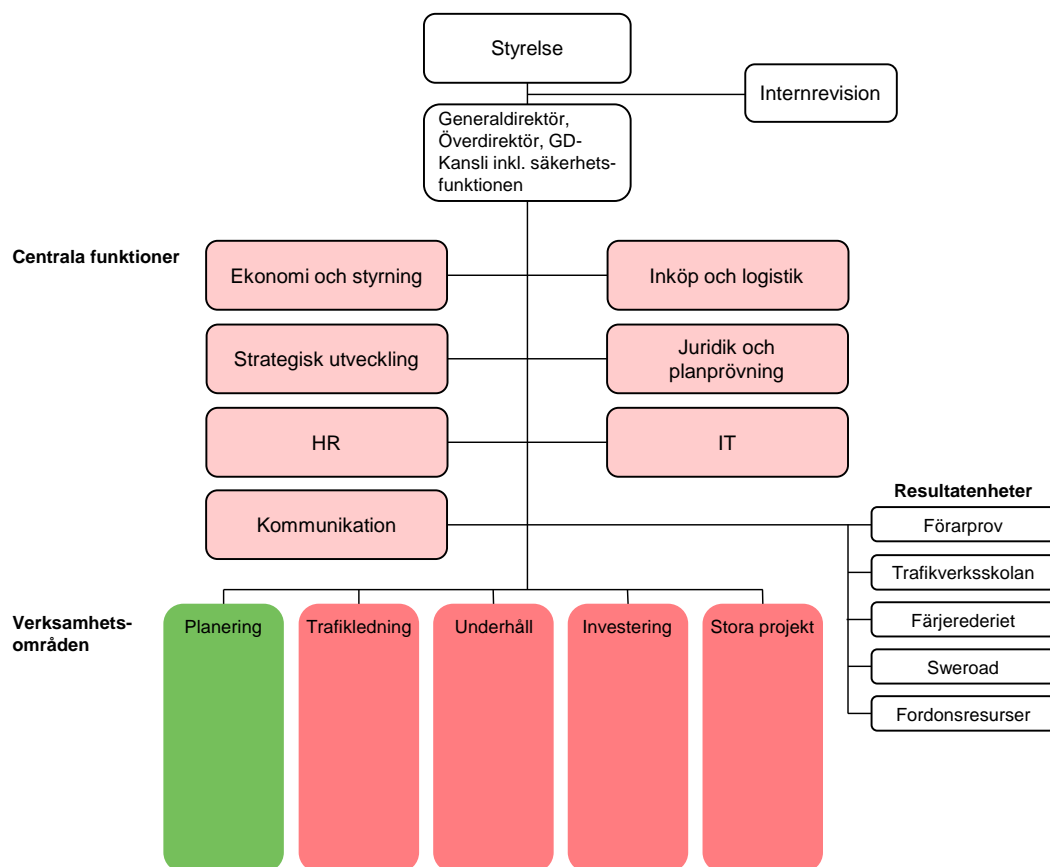 Styrelse
Internrevision
Generaldirektör,
Överdirektör, GD-
Kansli inkl. säkerhets-
funktionen
Centrala funktioner
Ekonomi och styrning
Inköp och logistik
Strategisk utveckling
Juridik och
planprövning
HR
IT
Kommunikation
Resultatenheter
Förarprov
Trafikverksskolan
Färjerederiet
Sweroad
Fordonsresurser
Verksamhets-
områden
Planering
Trafikledning
Underhåll
Investering
Stora projekt